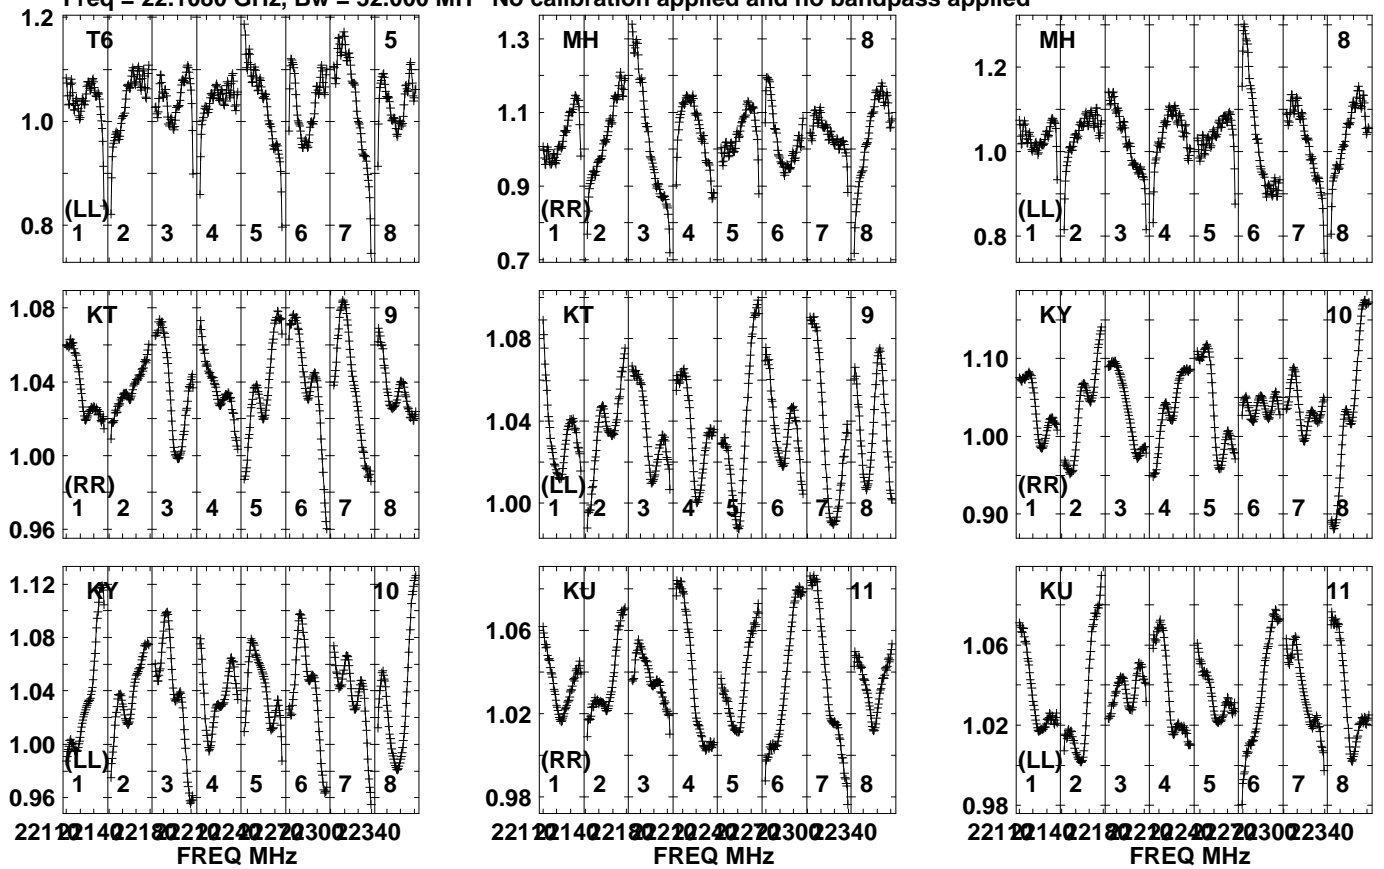 Freq = 22.1080 GHz, Bw = 32.000 MH No calibration applied and no bandpass applied
1.2 T6 5 1.3 MH 8 MH 8
1.2
1.0 1.1 1.0
0.9
0.8 (LL) (RR) (LL) 0.8
1 2 3 4 5 6 7 8 1 2 3 4 5 6 7 8 1 2 3 4 5 6 7 8
0.7
1.08 KT 9 KT 9 KY 10
1.08 1.10
1.04 1.04 1.00
1.00 (RR) (LL) (RR)
1.00 0.90
0.96 1 2 3 4 5 6 7 8 1 2 3 4 5 6 7 8 1 2 3 4 5 6 7 8
1.12 KY 10 KU 11 KU 11
1.08 1.06 1.06
1.04 1.02 1.02
1.00 (LL) (RR) (LL)
0.96 1 2 3 4 5 6 7 8 0.98 1 2 3 4 5 6 7 8 0.98 1 2 3 4 5 6 7 8
22340 22340 22340
FREQ MHz FREQ MHz FREQ MHz